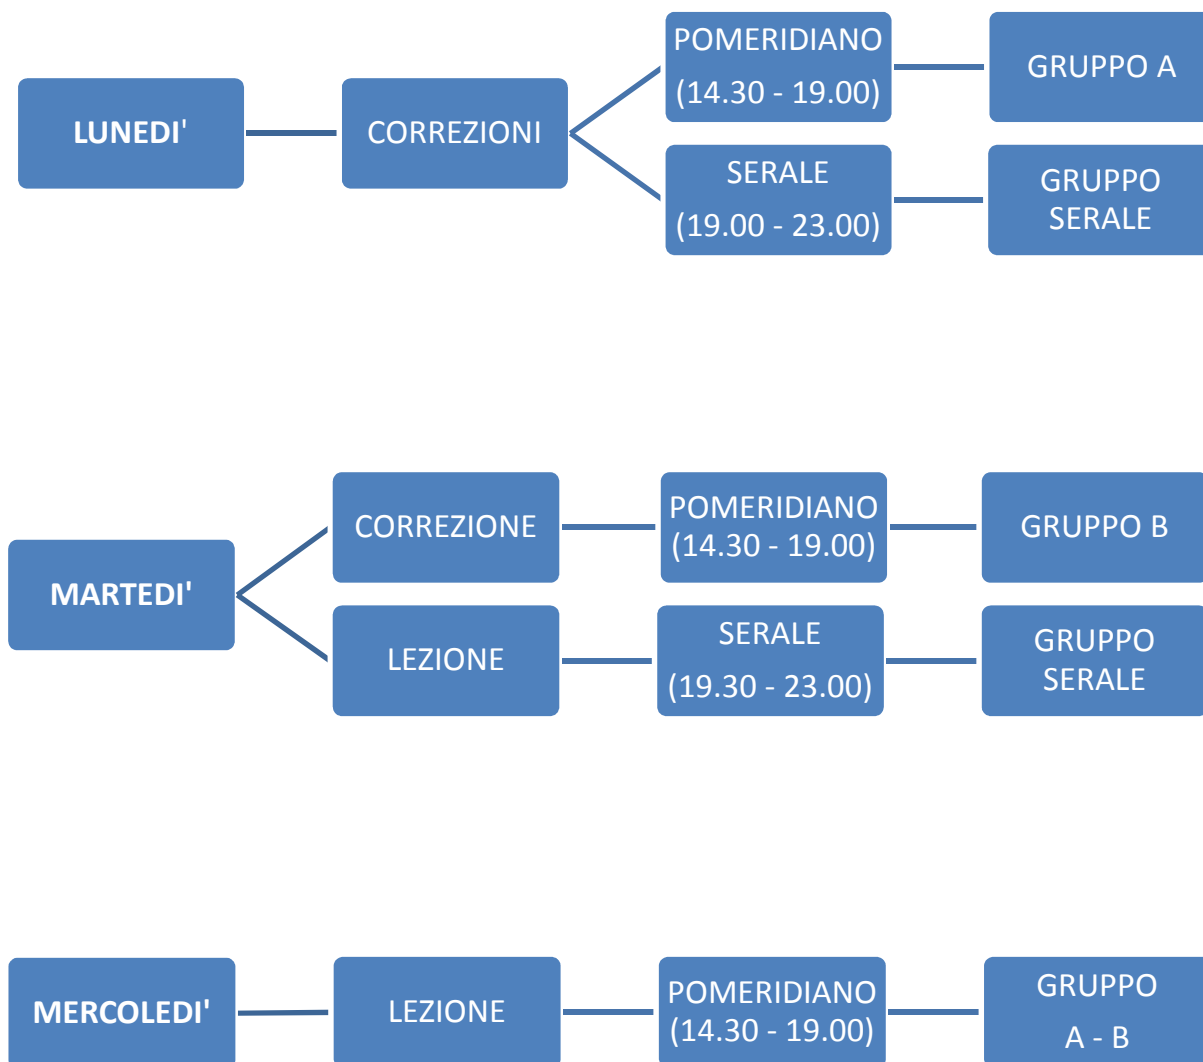 LUNEDI'
CORREZIONI
POMERIDIANO
(14.30 - 19.00)
GRUPPO A
SERALE
(19.00 - 23.00)
GRUPPO
SERALE
MARTEDI'
CORREZIONE
POMERIDIANO
(14.30 - 19.00)
GRUPPO B
LEZIONE
SERALE
(19.30 - 23.00)
GRUPPO
SERALE
MERCOLEDI'
LEZIONE
POMERIDIANO
(14.30 - 19.00)
GRUPPO
A - B